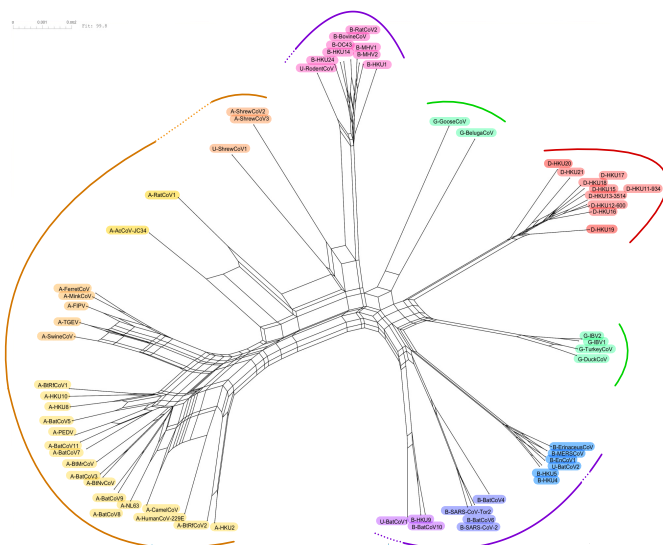 0 0.001 0.002
Fit: 98.8
B-RatCoV2
B-BovineCoV
B-OC43
B-MHV1
B-HKU14
B-MHV2
B-HKU24
B-HKU1
U-RodentCoV
A-ShrewCoV2
A-ShrewCoV3
U-ShrewCoV1
G-GooseCoV
G-BelugaCoV
D-HKU20
D-HKU21
D-HKU17
D-HKU18
D-HKU15
D-HKU11-934
D-HKU13-3514
D-HKU12-600
D-HKU16
D-HKU19
A-RatCoV1
A-AcCoV-JC34
A-FerretCoV
A-MinkCoV
A-FIPV
A-TGEV
A-SwineCoV
G-IBV2
G-IBV1
G-TurkeyCoV
G-DuckCoV
A-BtRfCoV1
A-HKU10
A-HKU8
A-BatCoV5
A-PEDV
A-BatCoV11
A-BatCoV7
A-BtMrCoV
A-BatCoV3
A-BtNvCoV
A-BatCoV9
A-NL63
A-BatCoV8
A-CamelCoV
A-HumanCoV-229E
A-BtRfCoV2
A-HKU2
B-ErinaceusCoV
B-MERSCoV
B-EriCoV1
U-BatCoV2
B-HKU5
B-HKU4
B-BatCoV4
B-SARS-CoV-Tor2
B-BatCoV6
B-SARS-CoV-2
U-BatCoV1
B-HKU9
B-BatCoV10